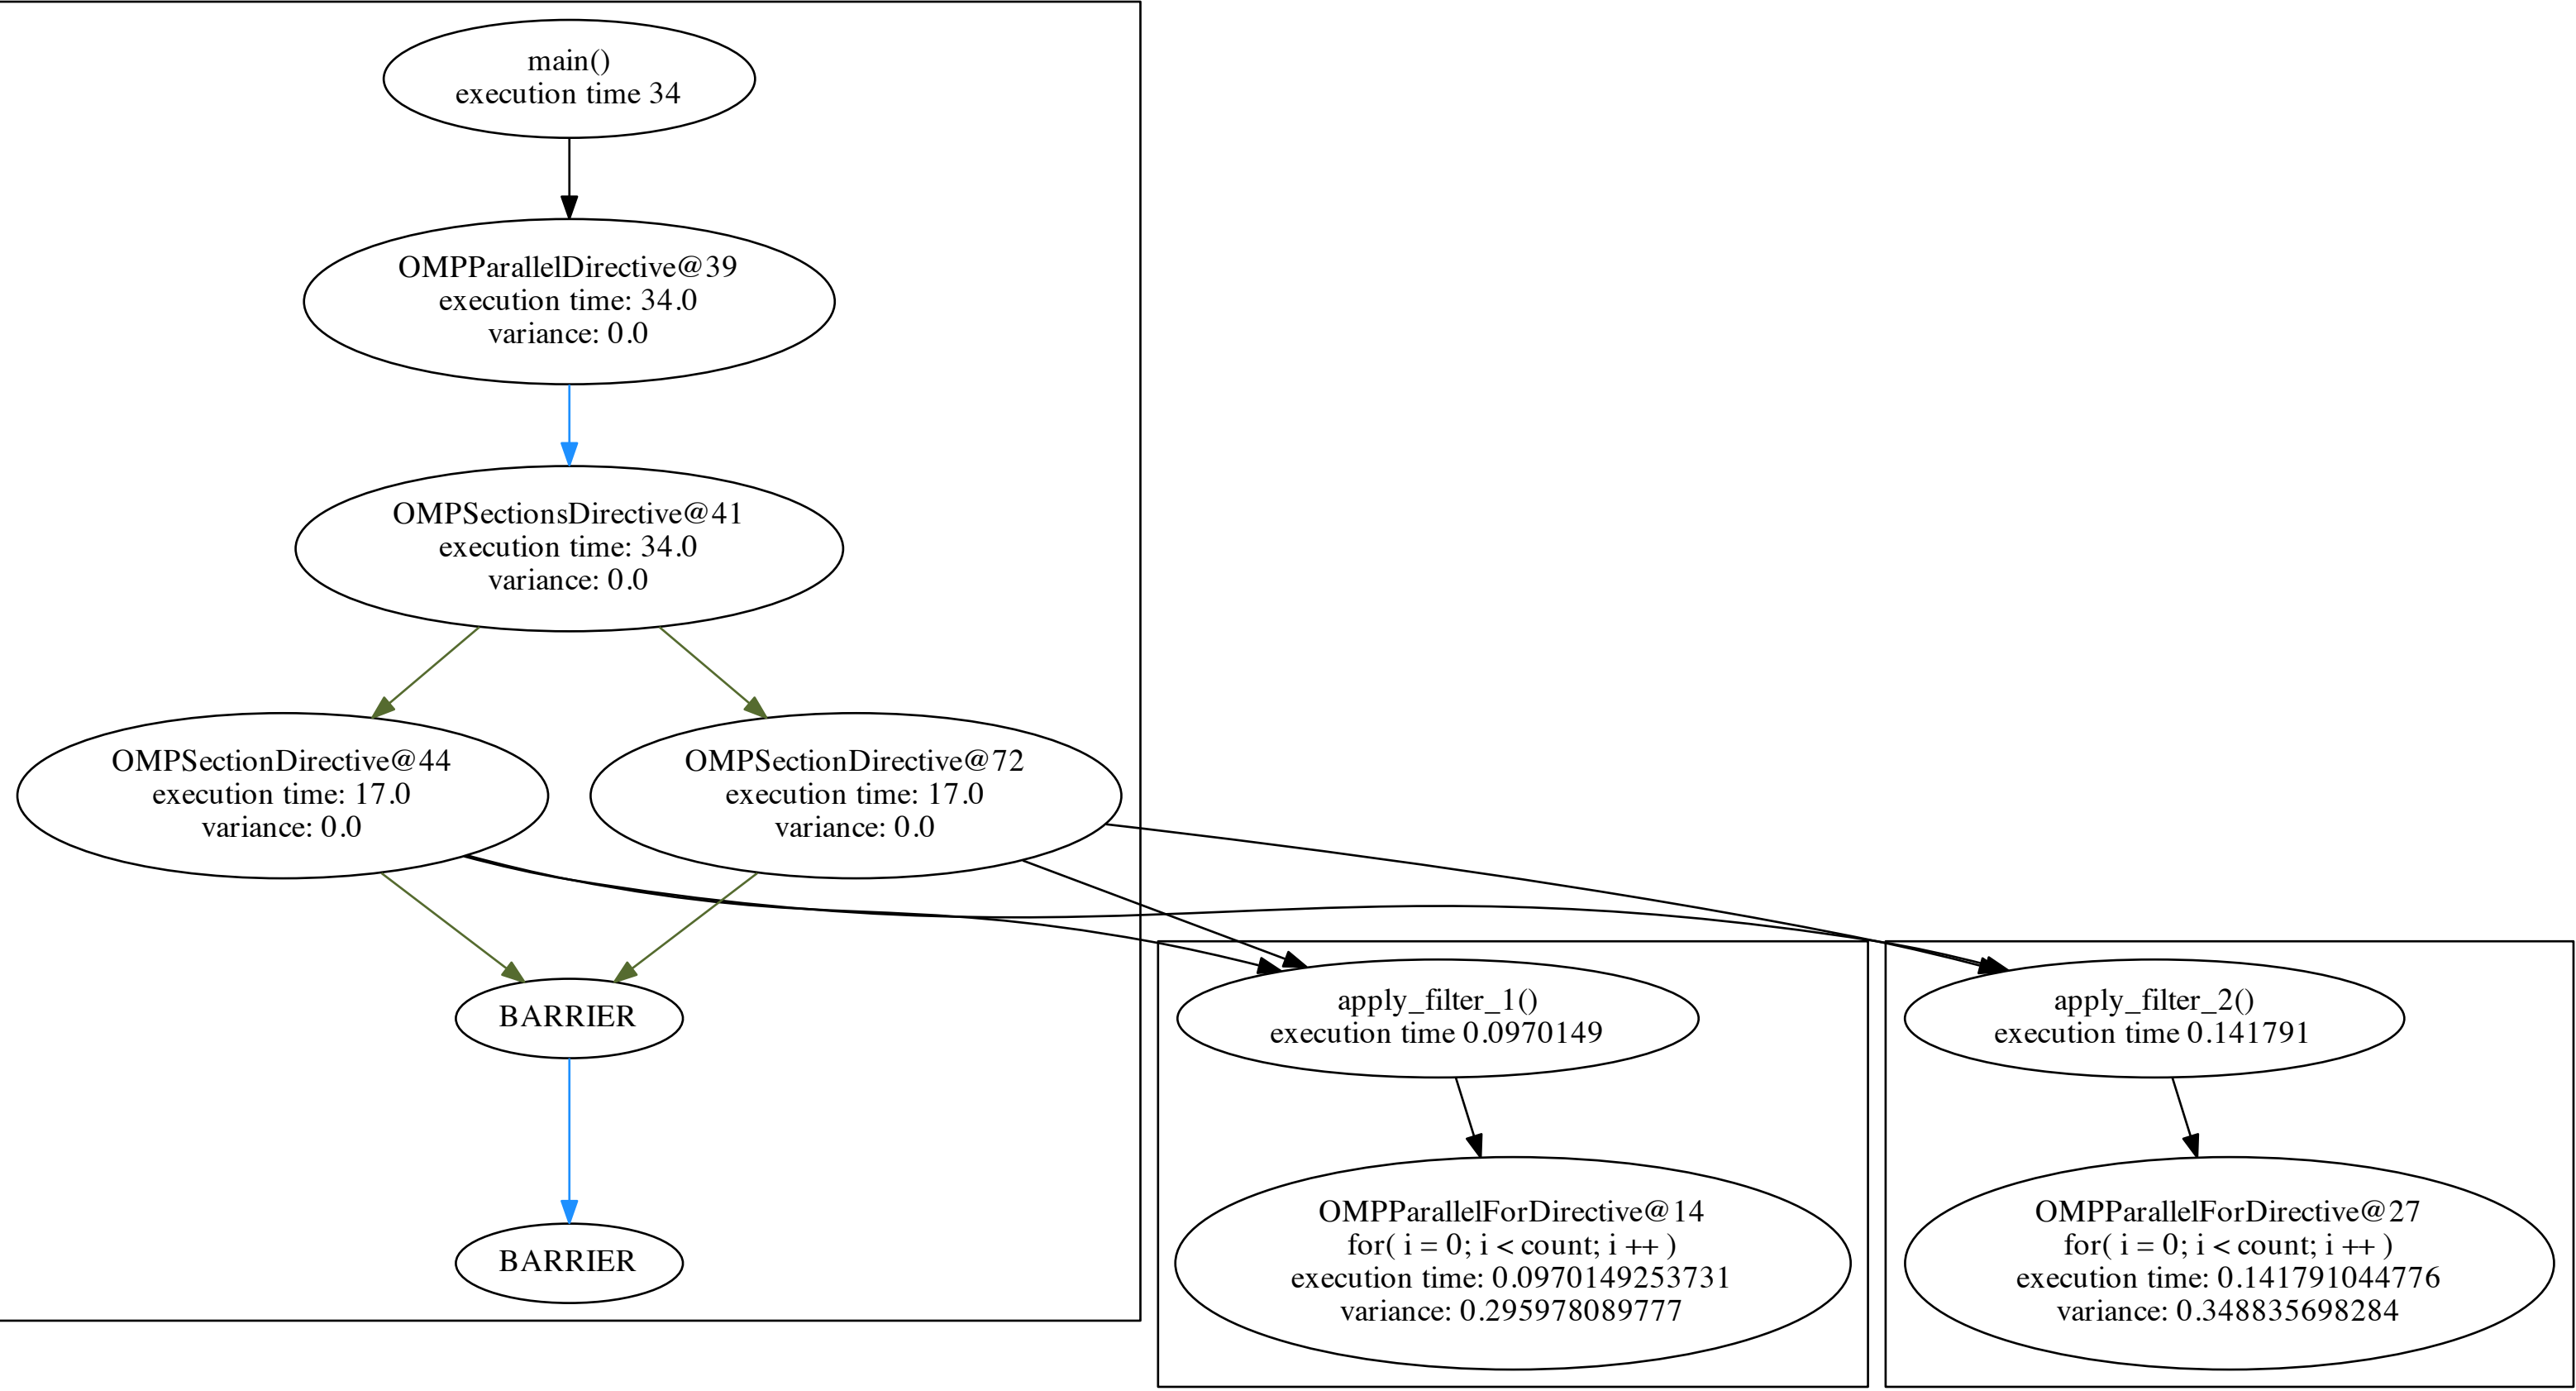 main()
execution time 34
OMPParallelDirective@39
execution time: 34.0
variance: 0.0
OMPSectionsDirective@41
execution time: 34.0
variance: 0.0
OMPSectionDirective@44
execution time: 17.0
variance: 0.0
OMPSectionDirective@72
execution time: 17.0
variance: 0.0
BARRIER
BARRIER
apply_filter_1()
execution time 0.0970149
OMPParallelForDirective@14
for( i = 0; i < count; i ++ )
execution time: 0.0970149253731
variance: 0.295978089777
apply_filter_2()
execution time 0.141791
OMPParallelForDirective@27
for( i = 0; i < count; i ++ )
execution time: 0.141791044776
variance: 0.348835698284